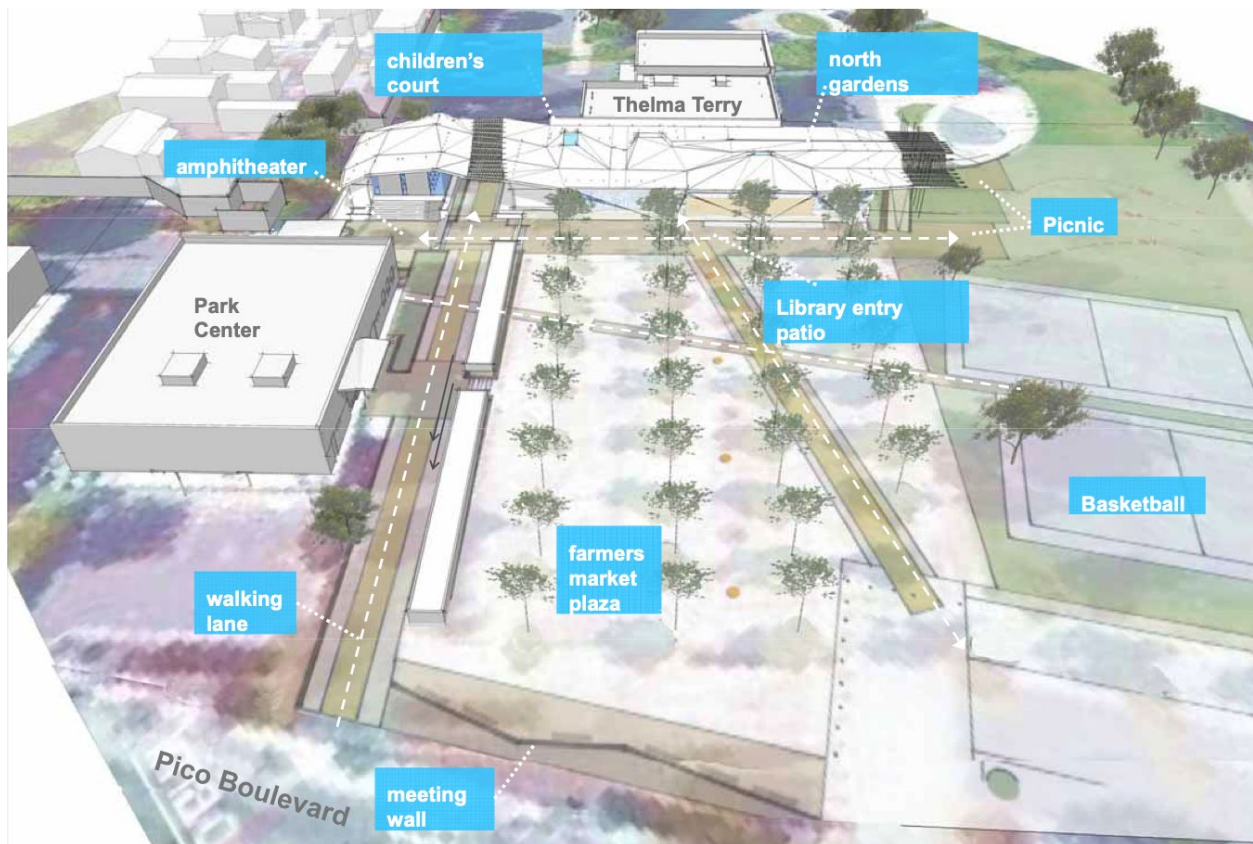 children's
court
north
gardens
Thelma Terry
amphitheater
Picnic
Park
Center
Library entry
patio
Basketball
farmers
market
plaza
walking
lane
Pico Boulevard
meeting
wall